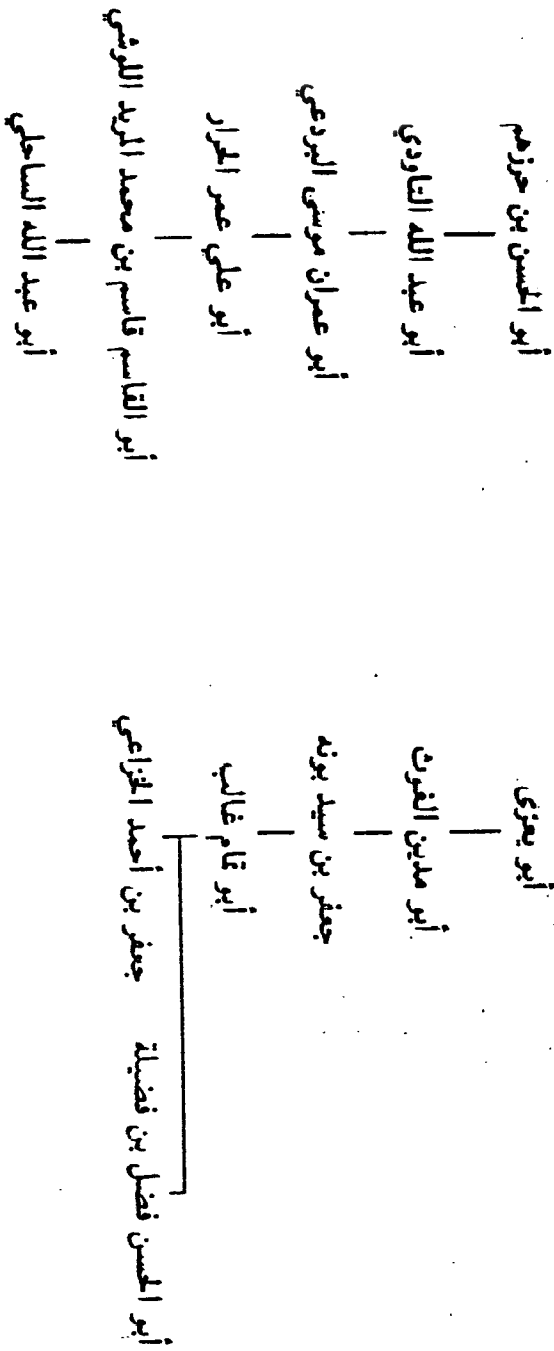 أبو الحسن بن حرزهم
أبو عبد الله التاودي
أبو عمران موسى البردعي
أبو علي عمر الحرار
أبو القاسم قاسم بن محمد المريد اللوشي
أبو عبد الله الساحلي
أبو يعزى
أبو مدين الغوث
جعفر بن سيد بونه
أبو تمام غالب
جعفر بن أحمد الخزاعي
أبو الحسن فضل بن فضيلة